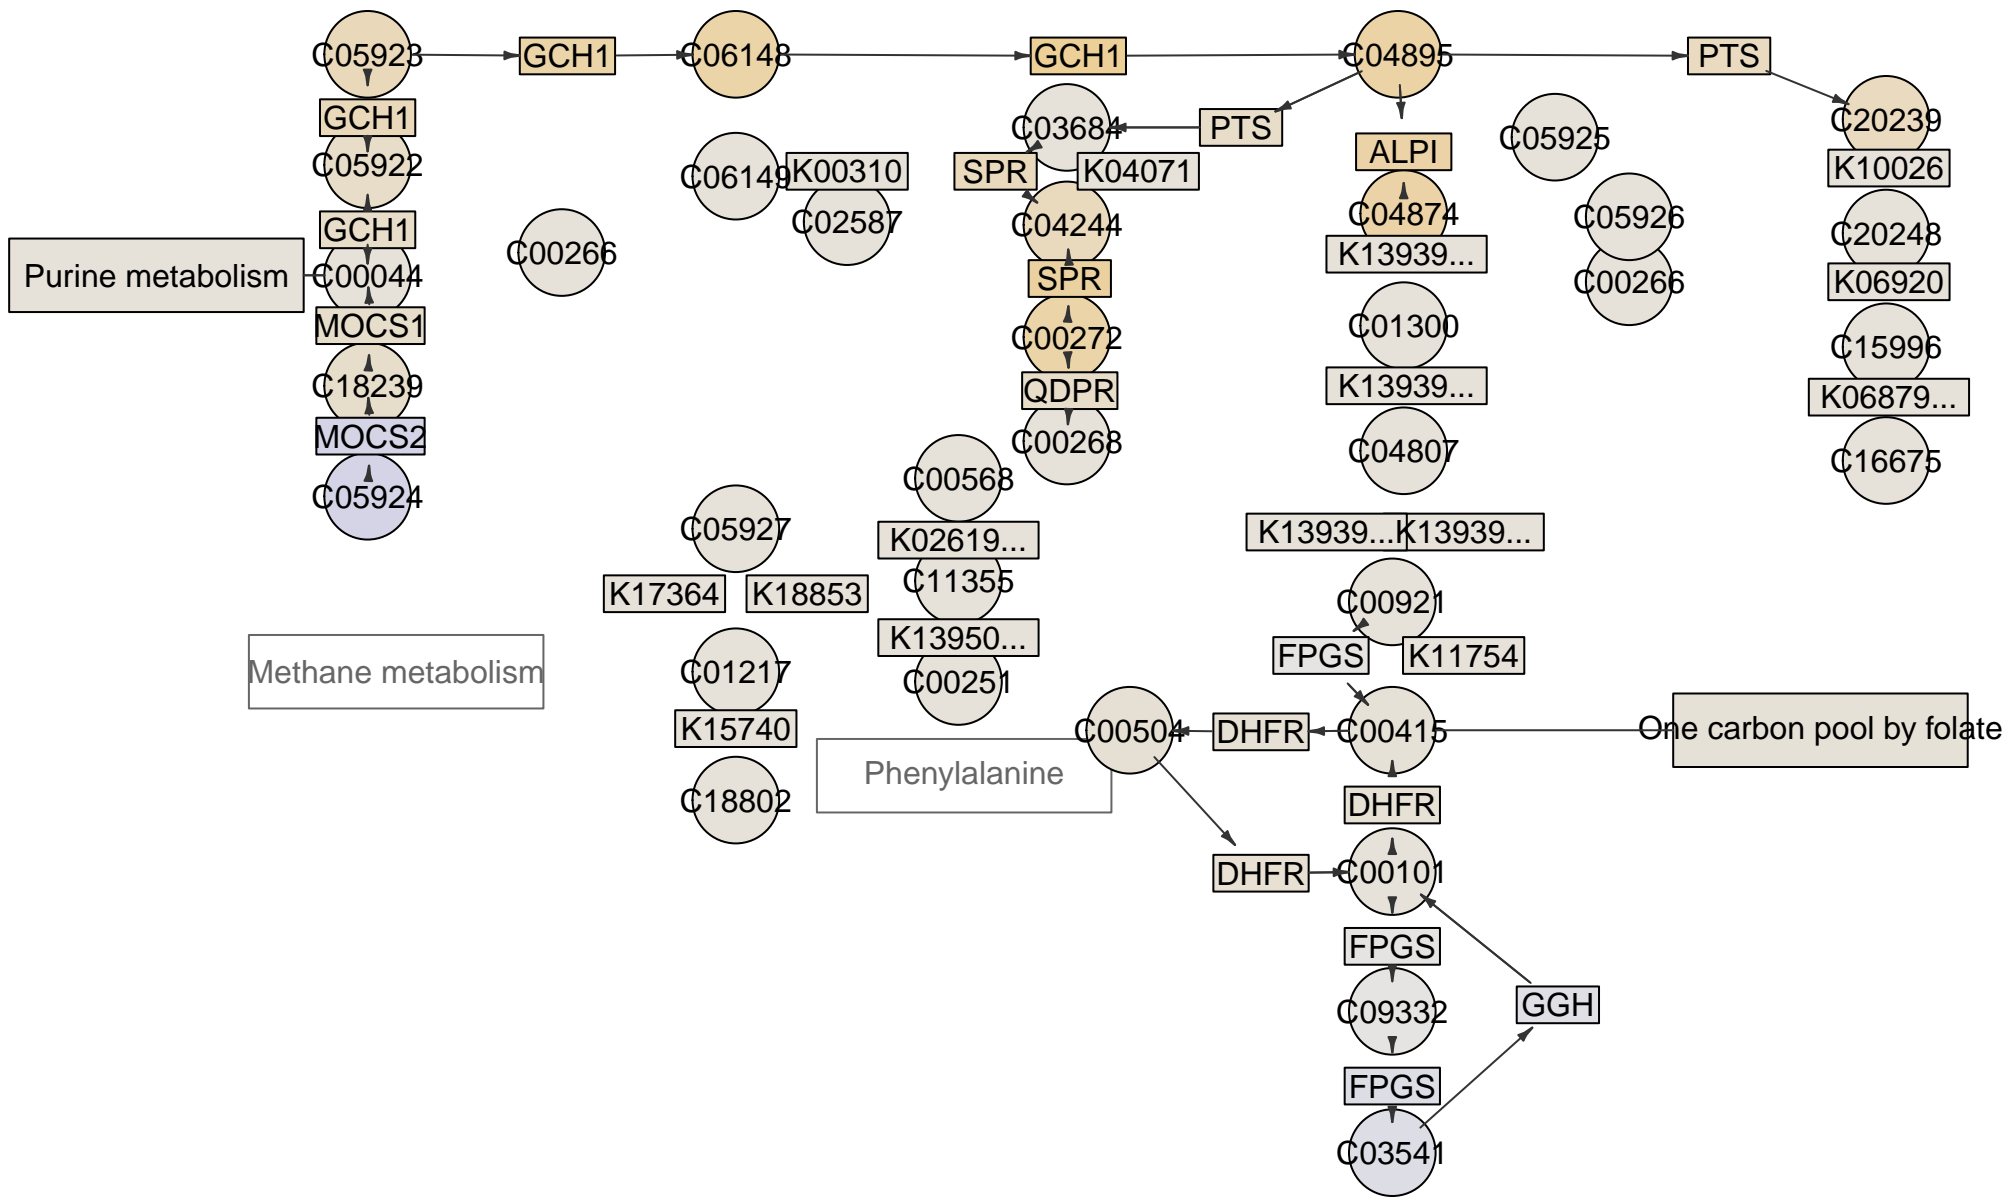 C05923
GCH1
C06148
GCH1
C04895
PTS
GCH1
C03684
PTS
C20239
C05925
ALPI
C05922
C06149
K00310
SPR
K04071
K10026
GCH1
C02587
C04244
C04874
C05926
C20248
C00266
K13939...
Purine metabolism
C00044
SPR
C00266
K06920
MOCS1
C00272
C01300
C15996
C18239
QDPR
K13939...
K06879...
MOCS2
C00268
C04807
C16675
C05924
C00568
C05927
K02619...
K13939...
K13939...
K17364
K18853
C11355
C00921
K13950...
FPGS
K11754
Methane metabolism
C01217
C00251
K15740
C00504
DHFR
C00415
One carbon pool by folate
Phenylalanine
C18802
DHFR
DHFR
C00101
FPGS
C09332
GGH
FPGS
C03541